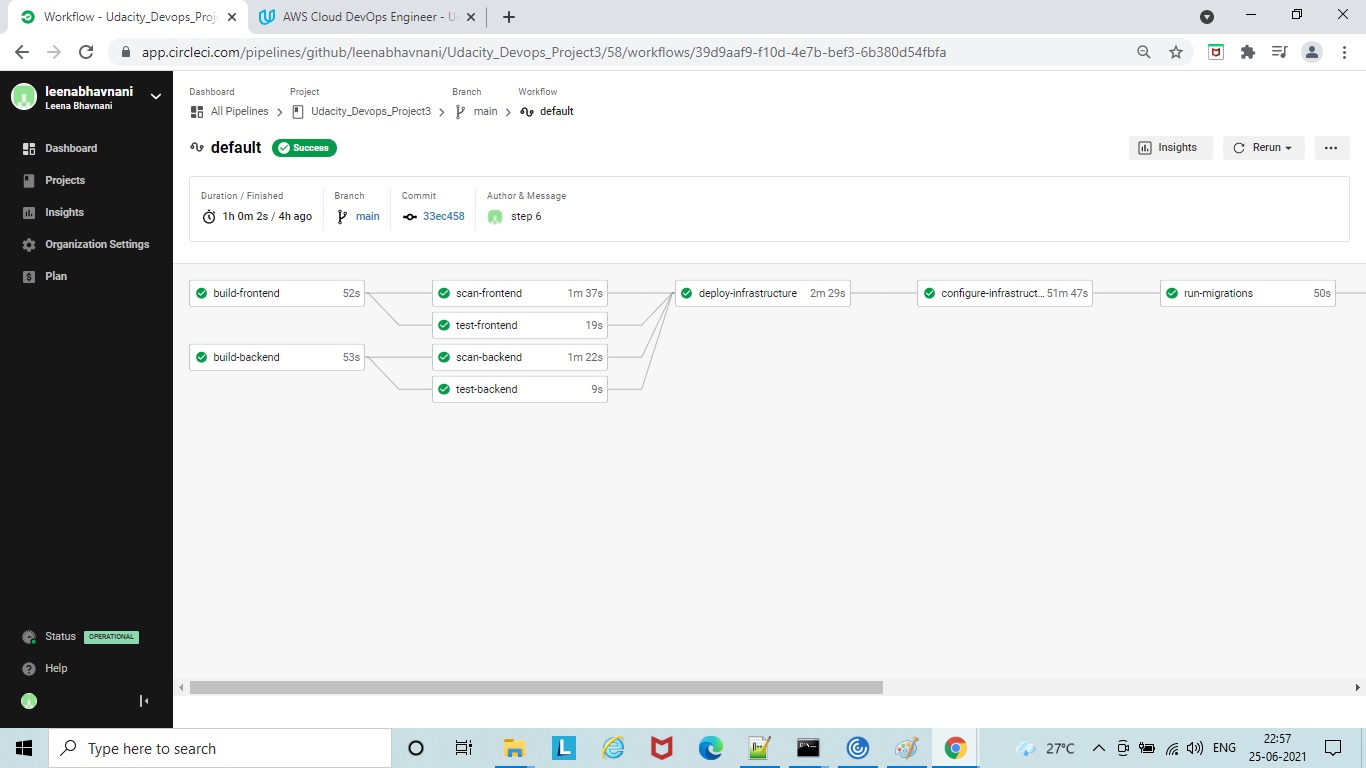 Workflow - Udacity_Devops_Proj
AWS Cloud DevOps Engineer - U
app.circleci.com/pipelines/github/leenabhavnani/Udacity_Devops_Project3/58/workflows/39d9aaf9-f10d-4e7b-bef3-6b380d54fbfa
leenabhavnani
Leena Bhavnani
Dashboard
Projects
Insights
Organization Settings
Plan
Status OPERATIONAL
Help
Dashboard Project Branch Workflow
All Pipelines Udacity_Devops_Project3 main default
default Success
Insights Rerun
Duration / Finished Branch Commit Author & Message
1h 0m 2s / 4h ago main 33ec458 step 6
build-frontend 52s scan-frontend 1m 37s deploy-infrastructure 2m 29s configure-infrastruct... 51m 47s run-migrations 50s
test-frontend 19s
build-backend 53s scan-backend 1m 22s
test-backend 9s
Type here to search
L
27°C ENG
22:57
25-06-2021